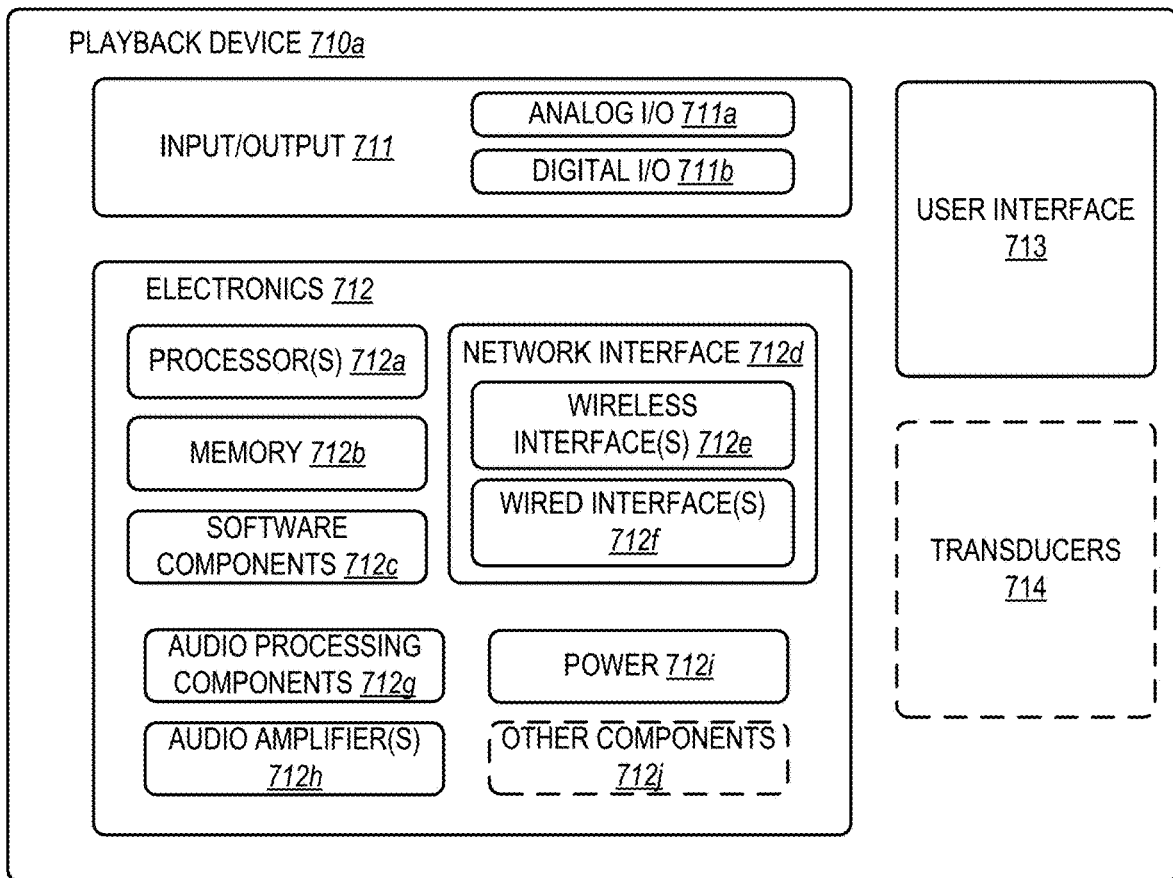 PLAYBACK DEVICE 710a
INPUT/OUTPUT 711
ANALOG I/O 711a
DIGITAL I/O 711b
USER INTERFACE
713
ELECTRONICS 712
PROCESSOR(S) 712a
MEMORY 712b
SOFTWARE
COMPONENTS 712c
NETWORK INTERFACE 712d
WIRELESS
INTERFACE(S) 712e
WIRED INTERFACE(S)
712f
AUDIO PROCESSING
COMPONENTS 712g
AUDIO AMPLIFIER(S)
712h
POWER 712i
OTHER COMPONENTS
712j
TRANSDUCERS
714